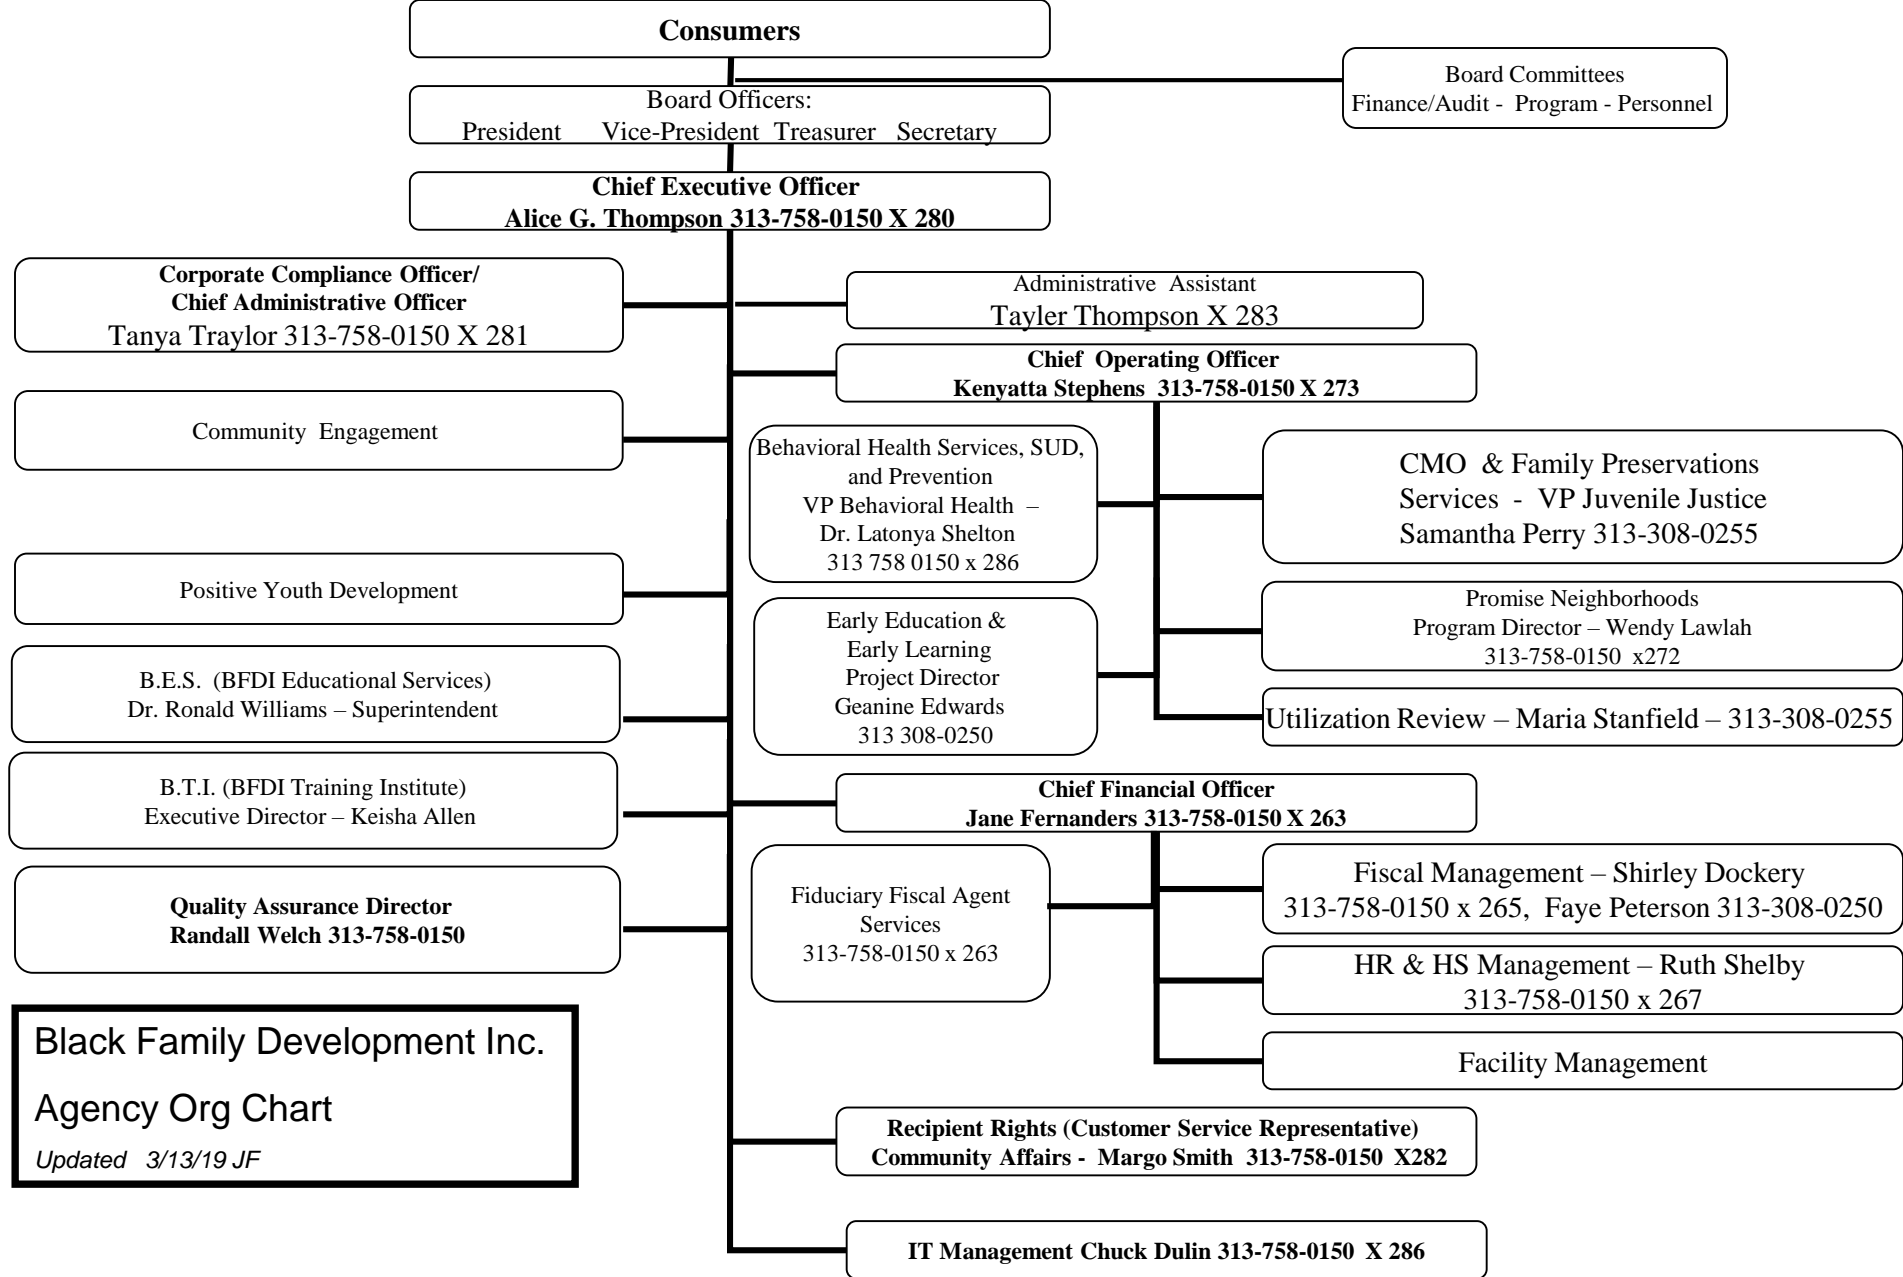 Consumers
Board Committees
Finance/Audit - Program - Personnel
Board Officers:
President Vice-President Treasurer Secretary
Chief Executive Officer
Alice G. Thompson 313-758-0150 X 280
Corporate Compliance Officer/
Chief Administrative Officer
Tanya Traylor 313-758-0150 X 281
Administrative Assistant
Tayler Thompson X 283
Chief Operating Officer
Kenyatta Stephens 313-758-0150 X 273
Community Engagement
Behavioral Health Services, SUD,
and Prevention
VP Behavioral Health –
Dr. Latonya Shelton
313 758 0150 x 286
CMO & Family Preservations
Services - VP Juvenile Justice
Samantha Perry 313-308-0255
Positive Youth Development
Early Education &
Early Learning
Project Director
Geanine Edwards
313 308-0250
Promise Neighborhoods
Program Director – Wendy Lawlah
313-758-0150 x272
B.E.S. (BFDI Educational Services)
Dr. Ronald Williams – Superintendent
Utilization Review – Maria Stanfield – 313-308-0255
B.T.I. (BFDI Training Institute)
Executive Director – Keisha Allen
Chief Financial Officer
Jane Fernanders 313-758-0150 X 263
Quality Assurance Director
Randall Welch 313-758-0150
Fiduciary Fiscal Agent
Services
313-758-0150 x 263
Fiscal Management – Shirley Dockery
313-758-0150 x 265, Faye Peterson 313-308-0250
HR & HS Management – Ruth Shelby
313-758-0150 x 267
Facility Management
Black Family Development Inc.
Agency Org Chart
Updated 3/13/19 JF
Recipient Rights (Customer Service Representative)
Community Affairs - Margo Smith 313-758-0150 X282
IT Management Chuck Dulin 313-758-0150 X 286